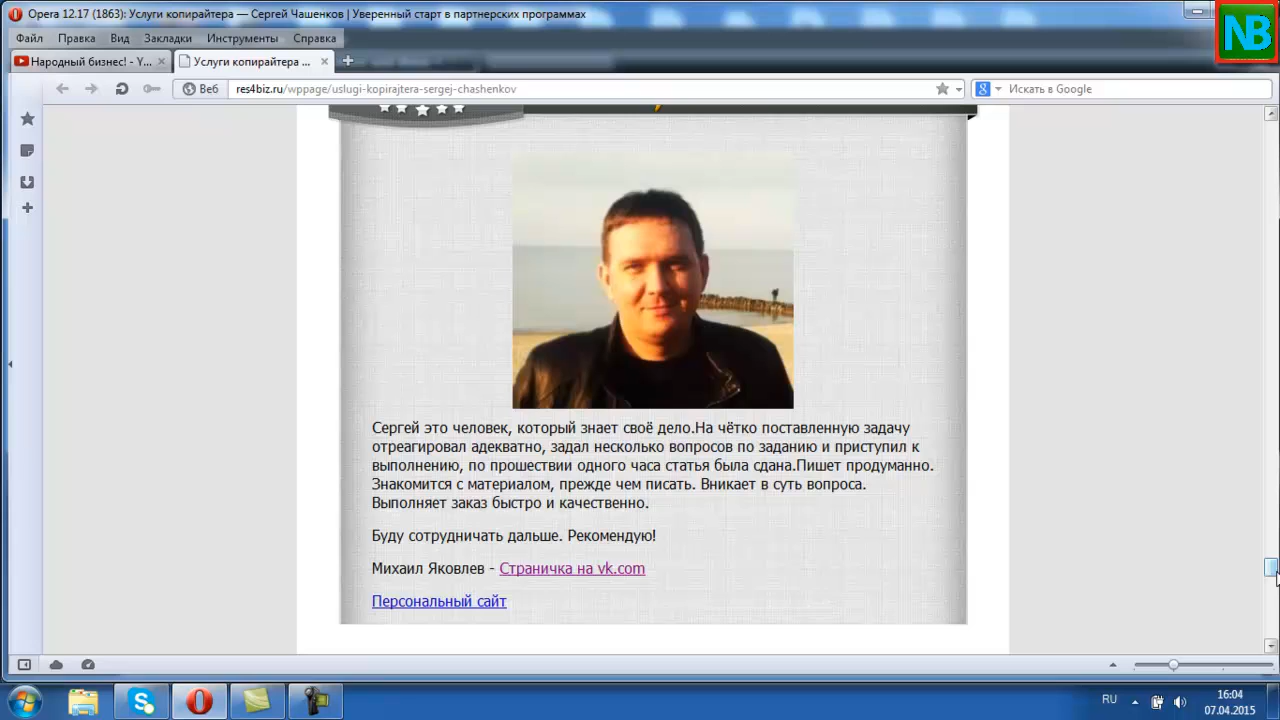 Opera 12.17 (1863): Услуги копирайтера — Сергей Чашенков | Уверенный старт в партнерских программах
NB
Файл Правка Вид Закладки Инструменты Справка
Народный бизнес! - Y... Услуги копирайтера ...
Веб res4biz.ru/wppage/uslugi-kopirajtera-sergej-chashenkov Искать в Google
Сергей это человек, который знает своё дело.На чётко поставленную задачу
отреагировал адекватно, задал несколько вопросов по заданию и приступил к
выполнению, по прошествии одного часа статья была сдана.Пишет продуманно.
Знакомится с материалом, прежде чем писать. Вникает в суть вопроса.
Выполняет заказ быстро и качественно.
Буду сотрудничать дальше. Рекомендую!
Михаил Яковлев - Страничка на vk.com
Персональный сайт
RU 16:04
07.04.2015